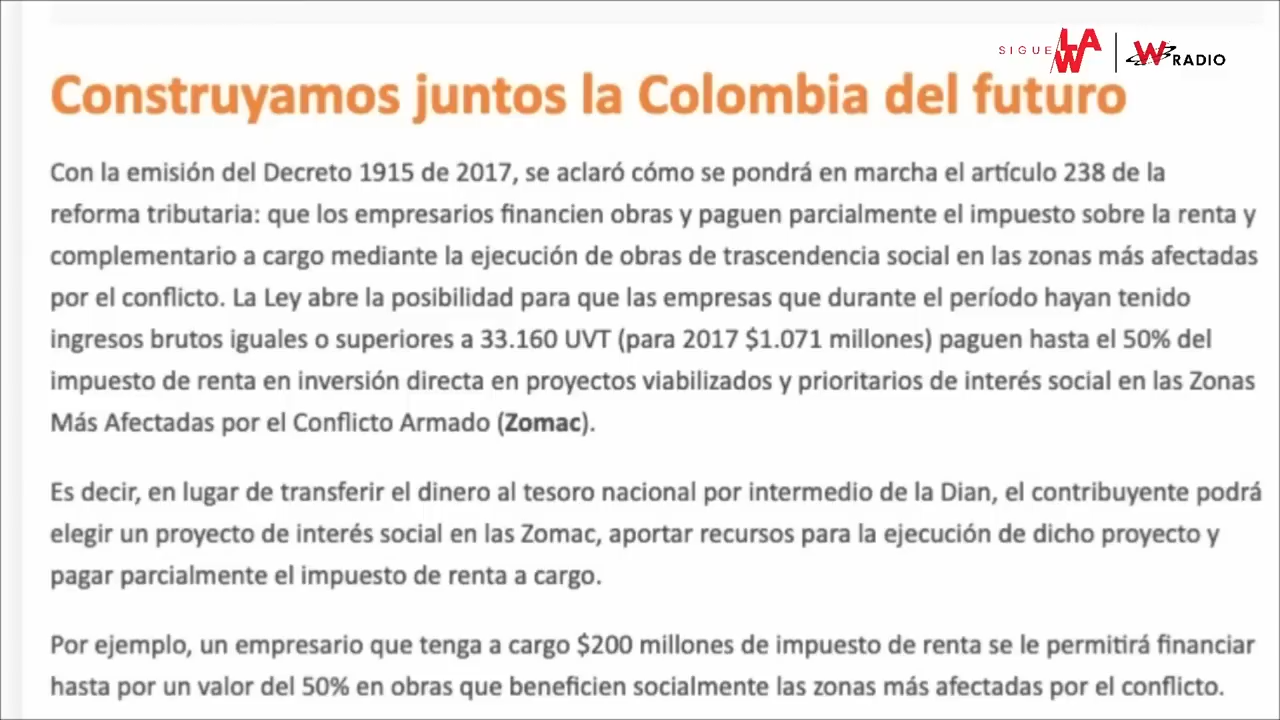 SIGUE LA W | W RADIO
Construyamos juntos la Colombia del futuro
Con la emisión del Decreto 1915 de 2017, se aclaró cómo se pondrá en marcha el artículo 238 de la
reforma tributaria: que los empresarios financien obras y paguen parcialmente el impuesto sobre la renta y
complementario a cargo mediante la ejecución de obras de trascendencia social en las zonas más afectadas
por el conflicto. La Ley abre la posibilidad para que las empresas que durante el período hayan tenido
ingresos brutos iguales o superiores a 33.160 UVT (para 2017 $1.071 millones) paguen hasta el 50% del
impuesto de renta en inversión directa en proyectos viabilizados y prioritarios de interés social en las Zonas
Más Afectadas por el Conflicto Armado (Zomac).
Es decir, en lugar de transferir el dinero al tesoro nacional por intermedio de la Dian, el contribuyente podrá
elegir un proyecto de interés social en las Zomac, aportar recursos para la ejecución de dicho proyecto y
pagar parcialmente el impuesto de renta a cargo.
Por ejemplo, un empresario que tenga a cargo $200 millones de impuesto de renta se le permitirá financiar
hasta por un valor del 50% en obras que beneficien socialmente las zonas más afectadas por el conflicto.